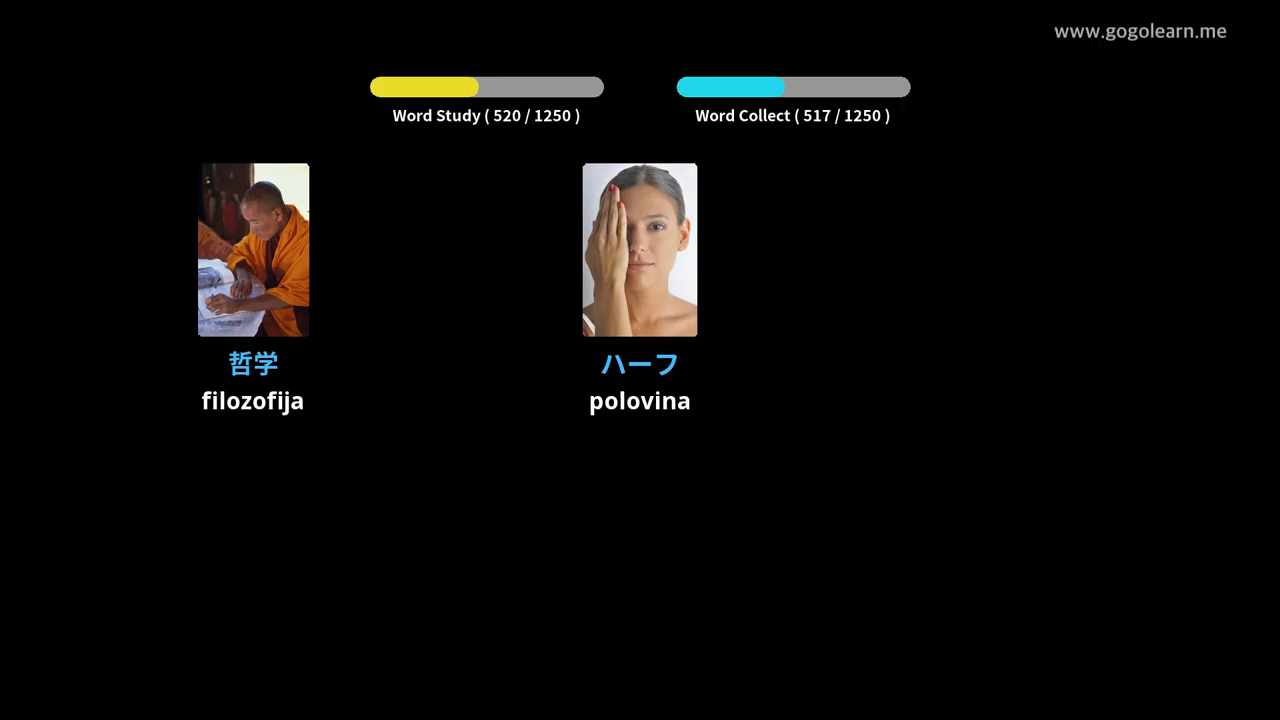 www.gogolearn.me
Word Study ( 520 / 1250 )
Word Collect ( 517 / 1250 )
哲学
filozofija
ハーフ
polovina